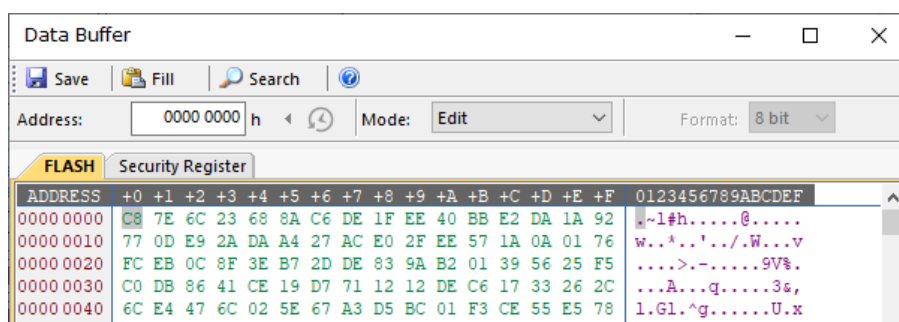 Data Buffer
Save Fill Search
Address: 0000 0000 h Mode: Edit Format: 8 bit
FLASH Security Register
ADDRESS +0 +1 +2 +3 +4 +5 +6 +7 +8 +9 +A +B +C +D +E +F 0123456789ABCDEF
0000 0000 C8 7E 6C 23 68 8A C6 DE 1F EE 40 BB E2 DA 1A 92 .~l#h.....@.....
0000 0010 77 0D E9 2A DA A4 27 AC E0 2F EE 57 1A 0A 01 76 w..*..'../.W...v
0000 0020 FC EB 0C 8F 3E B7 2D DE 83 9A B2 01 39 56 25 F5 ....>.-.....9V%.
0000 0030 C0 DB 86 41 CE 19 D7 71 12 12 DE C6 17 33 26 2C ...A...q.....3&,
0000 0040 6C E4 47 6C 02 5E 67 A3 D5 BC 01 F3 CE 55 E5 78 l.Gl.^g......U.x